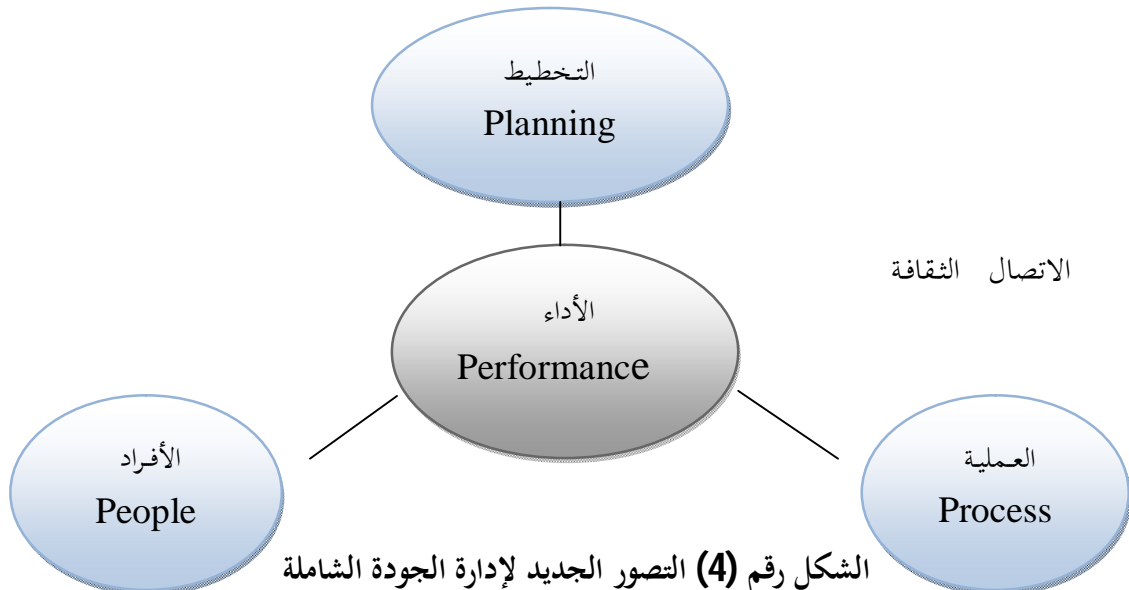 التخطيط
Planning
الاتصال الثقافة
الأداء
Performance
الأفراد
People
العملية
Process
الشكل رقم (4) التصور الجديد لإدارة الجودة الشاملة